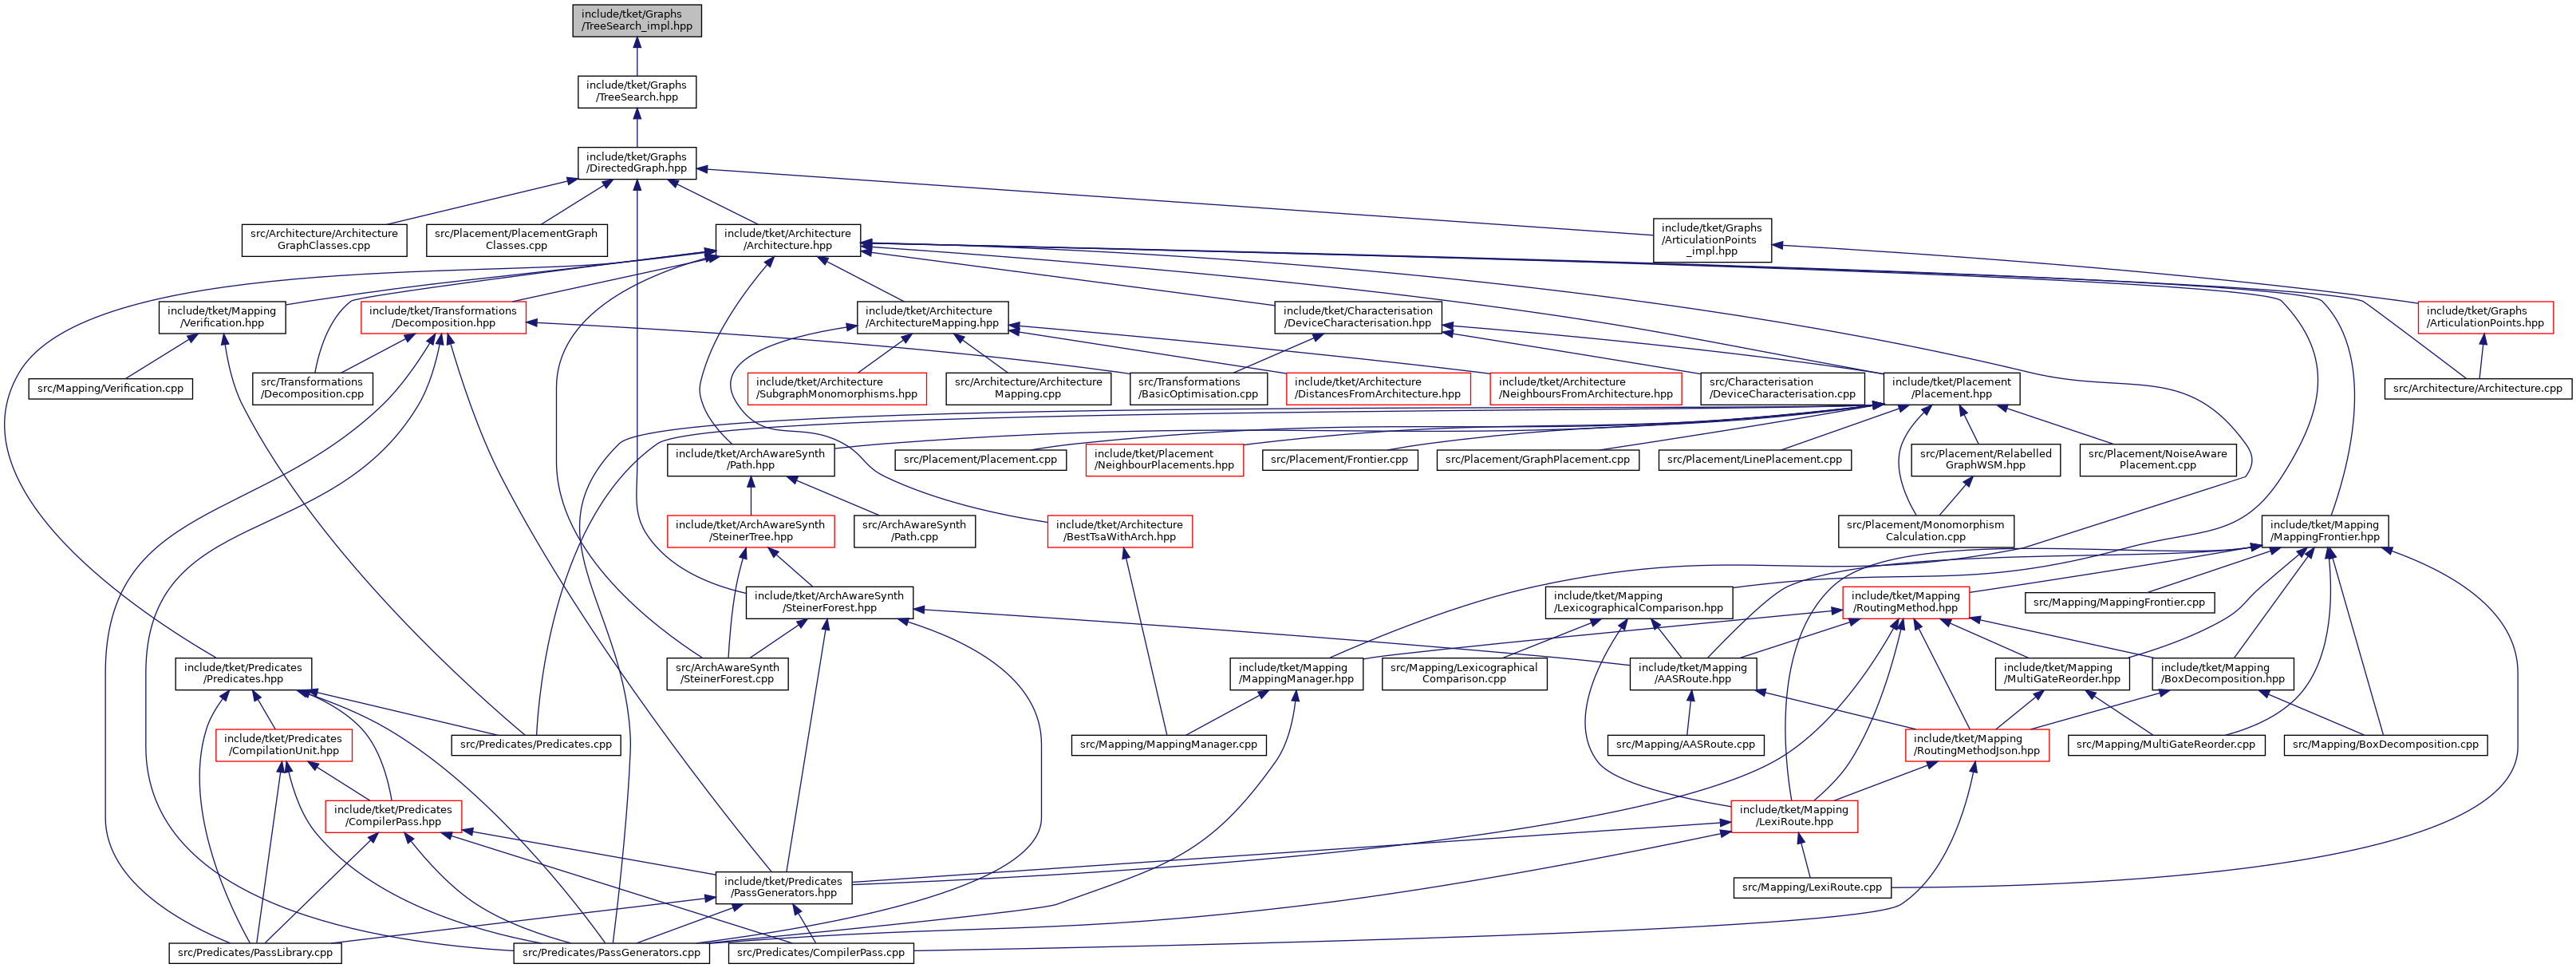 include/tket/Graphs
/TreeSearch_impl.hpp
include/tket/Graphs
/TreeSearch.hpp
include/tket/Graphs
/DirectedGraph.hpp
src/Architecture/Architecture
GraphClasses.cpp
src/Placement/PlacementGraph
Classes.cpp
include/tket/Architecture
/Architecture.hpp
include/tket/Graphs
/ArticulationPoints
_impl.hpp
include/tket/Mapping
/Verification.hpp
include/tket/Transformations
/Decomposition.hpp
include/tket/Architecture
/ArchitectureMapping.hpp
include/tket/Characterisation
/DeviceCharacterisation.hpp
include/tket/Graphs
/ArticulationPoints.hpp
src/Mapping/Verification.cpp
src/Transformations
/Decomposition.cpp
include/tket/Architecture
/SubgraphMonomorphisms.hpp
src/Architecture/Architecture
Mapping.cpp
src/Transformations
/BasicOptimisation.cpp
include/tket/Architecture
/DistancesFromArchitecture.hpp
include/tket/Architecture
/NeighboursFromArchitecture.hpp
src/Characterisation
/DeviceCharacterisation.cpp
include/tket/Placement
/Placement.hpp
src/Architecture/Architecture.cpp
include/tket/ArchAwareSynth
/Path.hpp
src/Placement/Placement.cpp
include/tket/Placement
/NeighbourPlacements.hpp
src/Placement/Frontier.cpp
src/Placement/GraphPlacement.cpp
src/Placement/LinePlacement.cpp
src/Placement/Relabelled
GraphWSM.hpp
src/Placement/NoiseAware
Placement.cpp
include/tket/ArchAwareSynth
/SteinerTree.hpp
src/ArchAwareSynth
/Path.cpp
include/tket/Architecture
/BestTsaWithArch.hpp
src/Placement/Monomorphism
Calculation.cpp
include/tket/Mapping
/MappingFrontier.hpp
include/tket/ArchAwareSynth
/SteinerForest.hpp
include/tket/Mapping
/LexicographicalComparison.hpp
include/tket/Mapping
/RoutingMethod.hpp
src/Mapping/MappingFrontier.cpp
include/tket/Predicates
/Predicates.hpp
src/ArchAwareSynth
/SteinerForest.cpp
include/tket/Mapping
/MappingManager.hpp
src/Mapping/Lexicographical
Comparison.cpp
include/tket/Mapping
/AASRoute.hpp
include/tket/Mapping
/MultiGateReorder.hpp
include/tket/Mapping
/BoxDecomposition.hpp
include/tket/Predicates
/CompilationUnit.hpp
src/Predicates/Predicates.cpp
src/Mapping/MappingManager.cpp
src/Mapping/AASRoute.cpp
include/tket/Mapping
/RoutingMethodJson.hpp
src/Mapping/MultiGateReorder.cpp
src/Mapping/BoxDecomposition.cpp
include/tket/Predicates
/CompilerPass.hpp
include/tket/Mapping
/LexiRoute.hpp
include/tket/Predicates
/PassGenerators.hpp
src/Mapping/LexiRoute.cpp
src/Predicates/PassLibrary.cpp
src/Predicates/PassGenerators.cpp
src/Predicates/CompilerPass.cpp